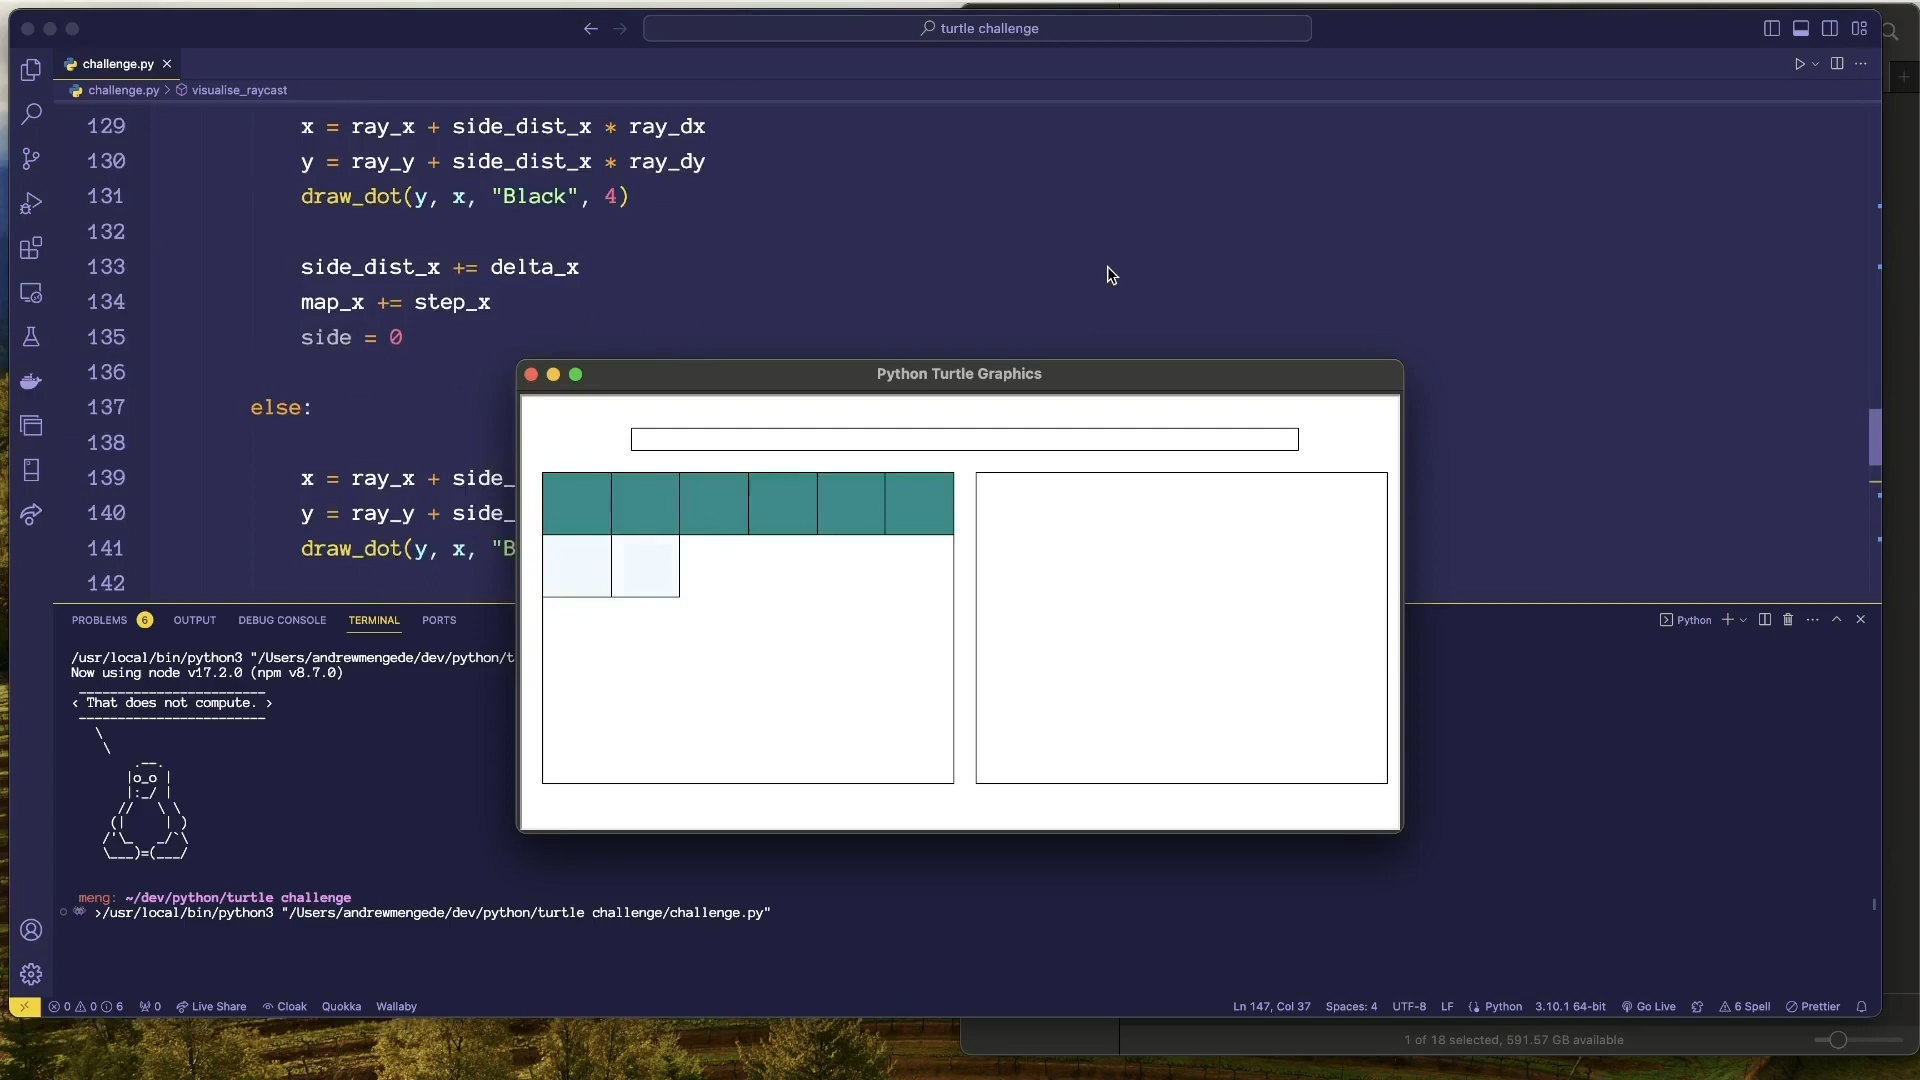 turtle challenge
challenge.py
challenge.py > visualise_raycast
129 x = ray_x + side_dist_x * ray_dx
130 y = ray_y + side_dist_x * ray_dy
131 draw_dot(y, x, "Black", 4)
132
133 side_dist_x += delta_x
134 map_x += step_x
135 side = 0
136
137 else:
138
139 x = ray_x + side_
140 y = ray_y + side_
141 draw_dot(y, x, "B
142
Python Turtle Graphics
PROBLEMS 6 OUTPUT DEBUG CONSOLE TERMINAL PORTS
Python
/usr/local/bin/python3 "/Users/andrewmengede/dev/python/t
Now using node v17.2.0 (npm v8.7.0)
< That does not compute. >
meng: ~/dev/python/turtle challenge
>/usr/local/bin/python3 "/Users/andrewmengede/dev/python/turtle challenge/challenge.py"
0 0 6 0 Live Share Cloak Quokka Wallaby Ln 147, Col 37 Spaces: 4 UTF-8 LF Python 3.10.1 64-bit Go Live 6 Spell Prettier
1 of 18 selected, 591.57 GB available